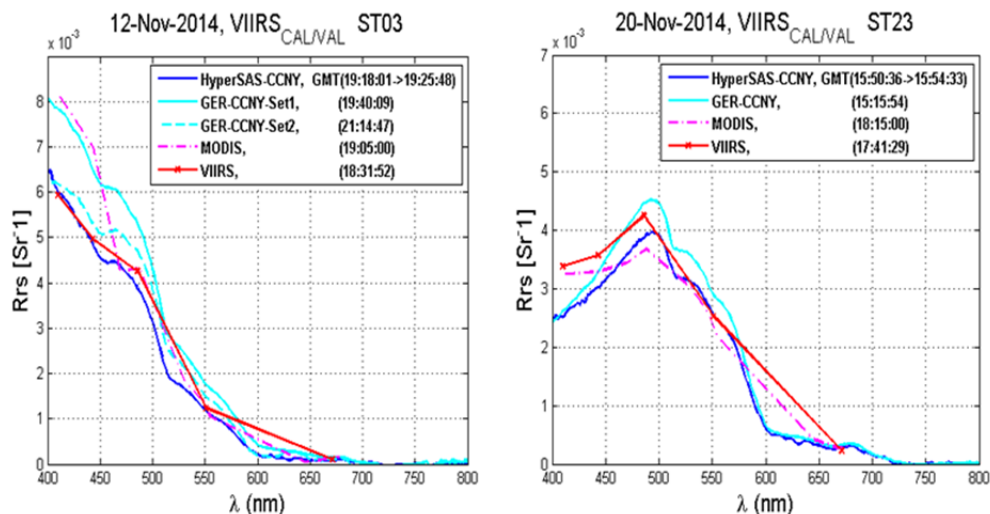 12-Nov-2014, VIIRS CAL/VAL ST03
x 10⁻³
9
8
7
6
5
4
3
2
1
0
Rrs [Sr⁻¹]
HyperSAS-CCNY, GMT(19:18:01->19:25:48)
GER-CCNY-Set1, (19:40:09)
GER-CCNY-Set2, (21:14:47)
MODIS, (19:05:00)
VIIRS, (18:31:52)
400 450 500 550 600 650 700 750 800
λ (nm)
20-Nov-2014, VIIRS CAL/VAL ST23
x 10⁻³
7
6
5
4
3
2
1
0
Rrs [Sr⁻¹]
HyperSAS-CCNY, GMT(15:50:36->15:54:33)
GER-CCNY, (15:15:54)
MODIS, (18:15:00)
VIIRS, (17:41:29)
400 450 500 550 600 650 700 750 800
λ (nm)